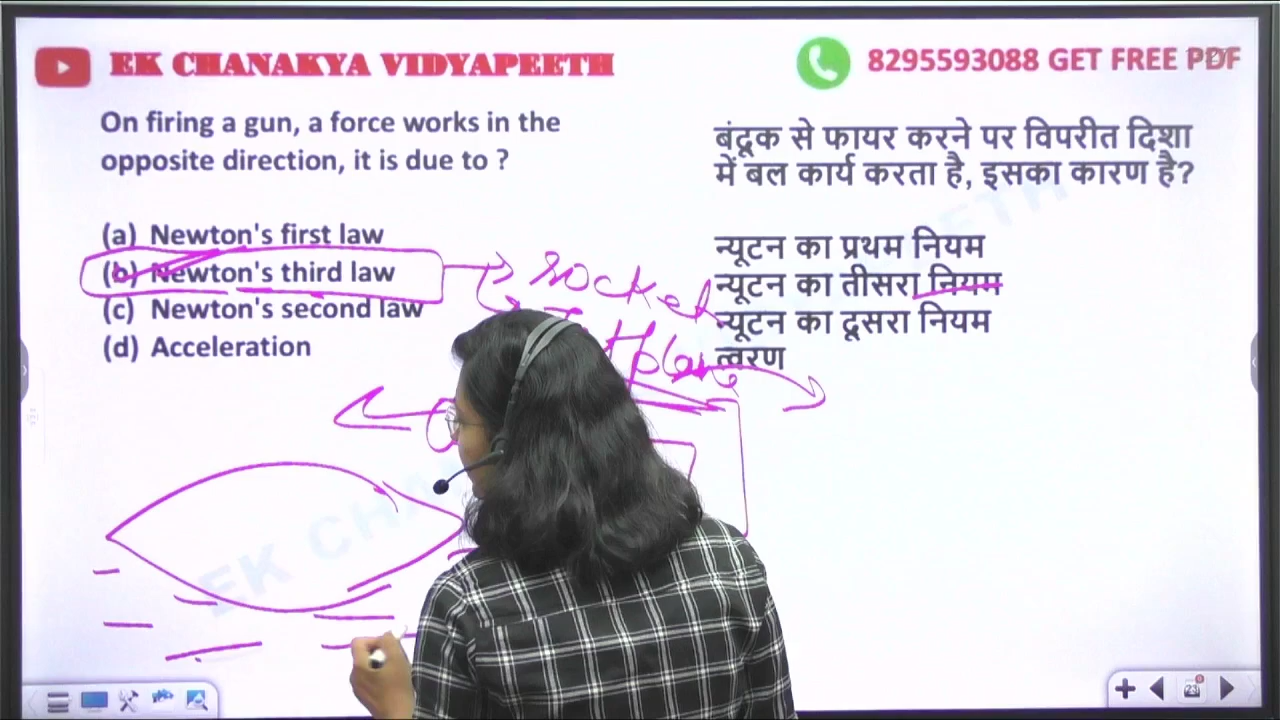 EK CHANAKYA VIDYAPEETH
8295593088 GET FREE PDF
On firing a gun, a force works in the
opposite direction, it is due to ?
(a) Newton's first law
(b) Newton's third law
(c) Newton's second law
(d) Acceleration
बंदूक से फायर करने पर विपरीत दिशा
में बल कार्य करता है, इसका कारण है?
न्यूटन का प्रथम नियम
न्यूटन का तीसरा नियम
न्यूटन का दूसरा नियम
त्वरण
rocket
EK CHA